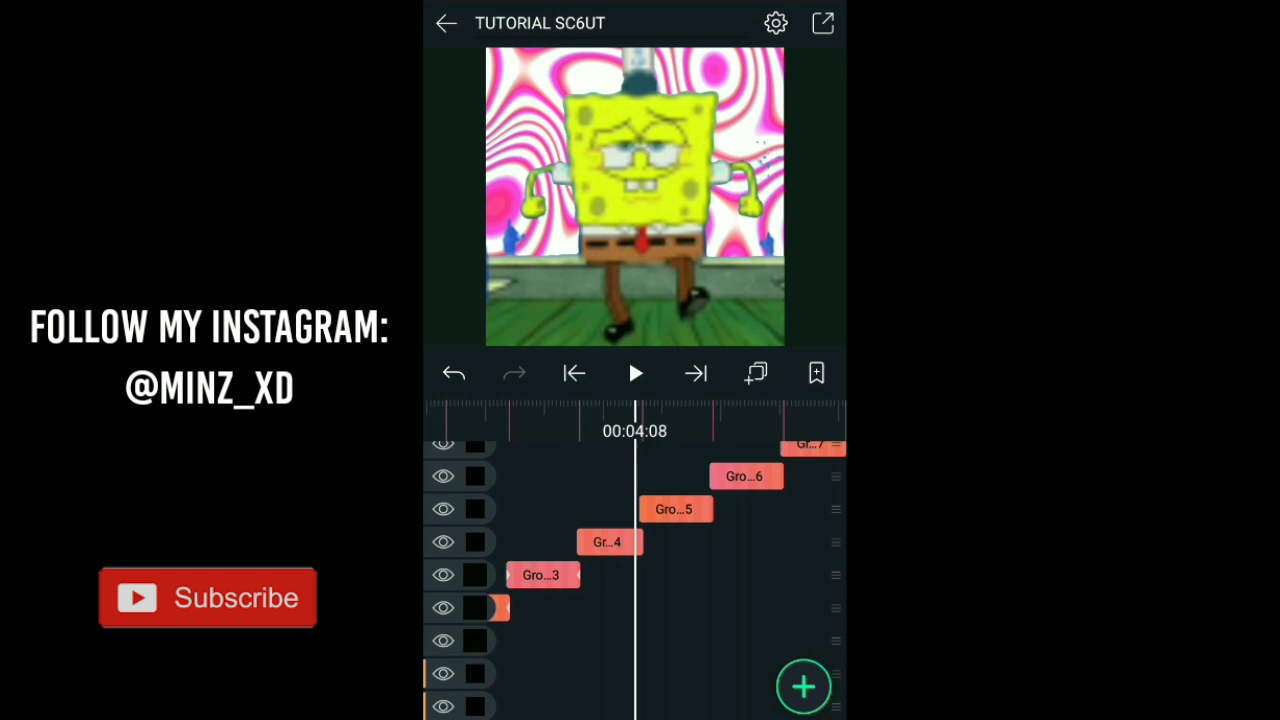 TUTORIAL SC6UT
FOLLOW MY INSTAGRAM:
@MINZ_XD
Subscribe
00:04:08
Gr...7
Gro...6
Gro...5
Gr...4
Gro...3